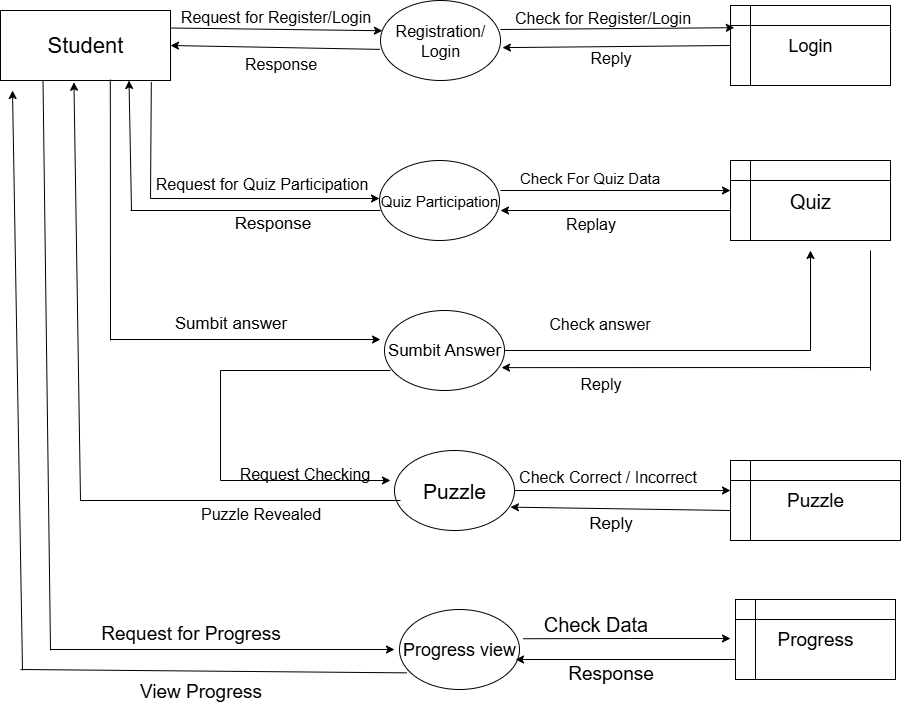 Request for Register/Login
Check for Register/Login
Student
Registration/
Login
Login
Response
Reply
Request for Quiz Participation
Check For Quiz Data
Quiz Participation
Quiz
Response
Replay
Sumbit answer
Check answer
Sumbit Answer
Reply
Request Checking
Check Correct / Incorrect
Puzzle
Puzzle
Puzzle Revealed
Reply
Request for Progress
Check Data
Progress view
Progress
Response
View Progress